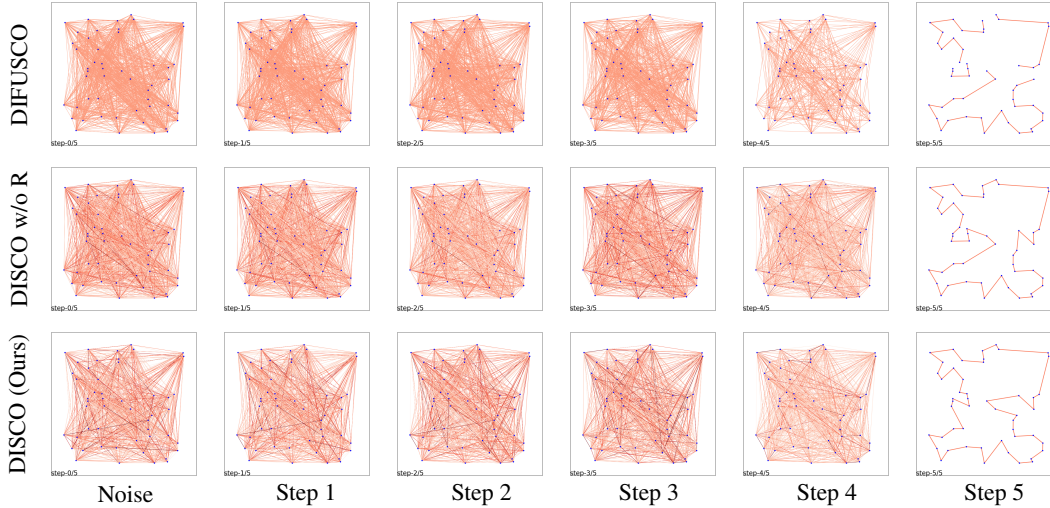 DIFUSCO
step-0/5
step-1/5
step-2/5
step-3/5
step-4/5
step-5/5
DISCO w/o R
step-0/5
step-1/5
step-2/5
step-3/5
step-4/5
step-5/5
DISCO (Ours)
step-0/5
step-1/5
step-2/5
step-3/5
step-4/5
step-5/5
Noise
Step 1
Step 2
Step 3
Step 4
Step 5